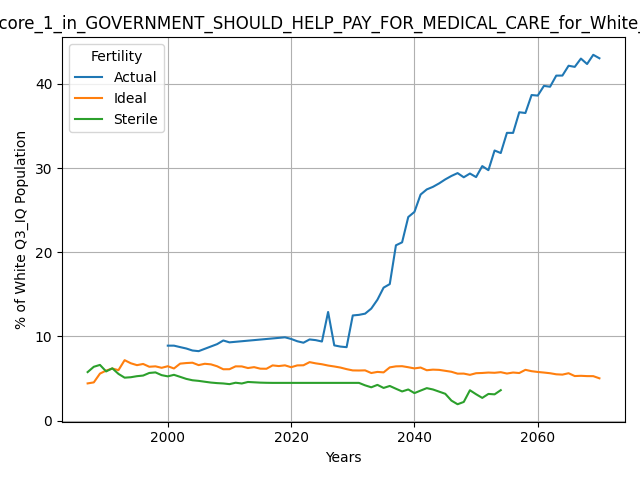 core_1_in_GOVERNMENT_SHOULD_HELP_PAY_FOR_MEDICAL_CARE_for_White_
Fertility
Actual
Ideal
Sterile
% of White Q3_IQ Population
40
30
20
10
0
2000 2020 2040 2060
Years